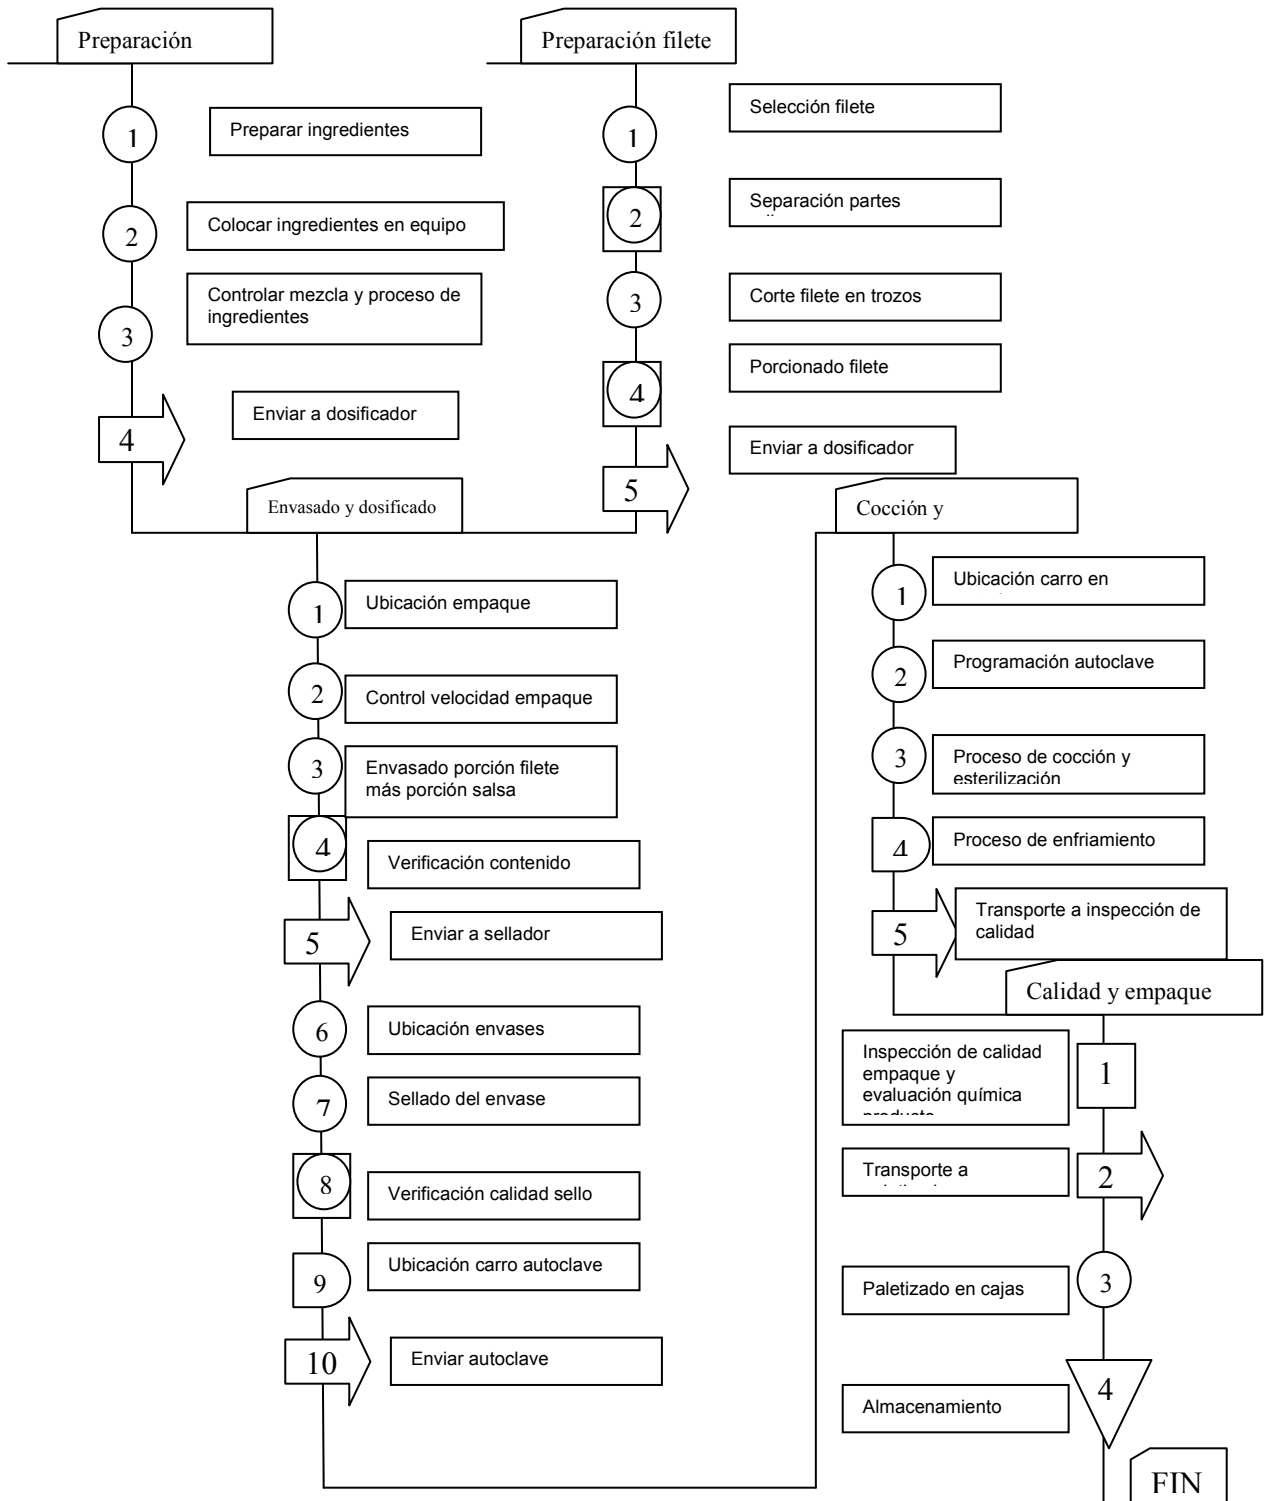 Preparación
1
Preparar ingredientes
2
Colocar ingredientes en equipo
3
Controlar mezcla y proceso de
ingredientes
4
Enviar a dosificador
Preparación filete
1
Selección filete
2
Separación partes
3
Corte filete en trozos
4
Porcionado filete
5
Enviar a dosificador
Envasado y dosificado
1
Ubicación empaque
2
Control velocidad empaque
3
Envasado porción filete
más porción salsa
4
Verificación contenido
5
Enviar a sellador
6
Ubicación envases
7
Sellado del envase
8
Verificación calidad sello
9
Ubicación carro autoclave
10
Enviar autoclave
Cocción y
1
Ubicación carro en
2
Programación autoclave
3
Proceso de cocción y
esterilización
4
Proceso de enfriamiento
5
Transporte a inspección de
calidad
Calidad y empaque
1
Inspección de calidad
empaque y
evaluación química
2
Transporte a
3
Paletizado en cajas
4
Almacenamiento
FIN